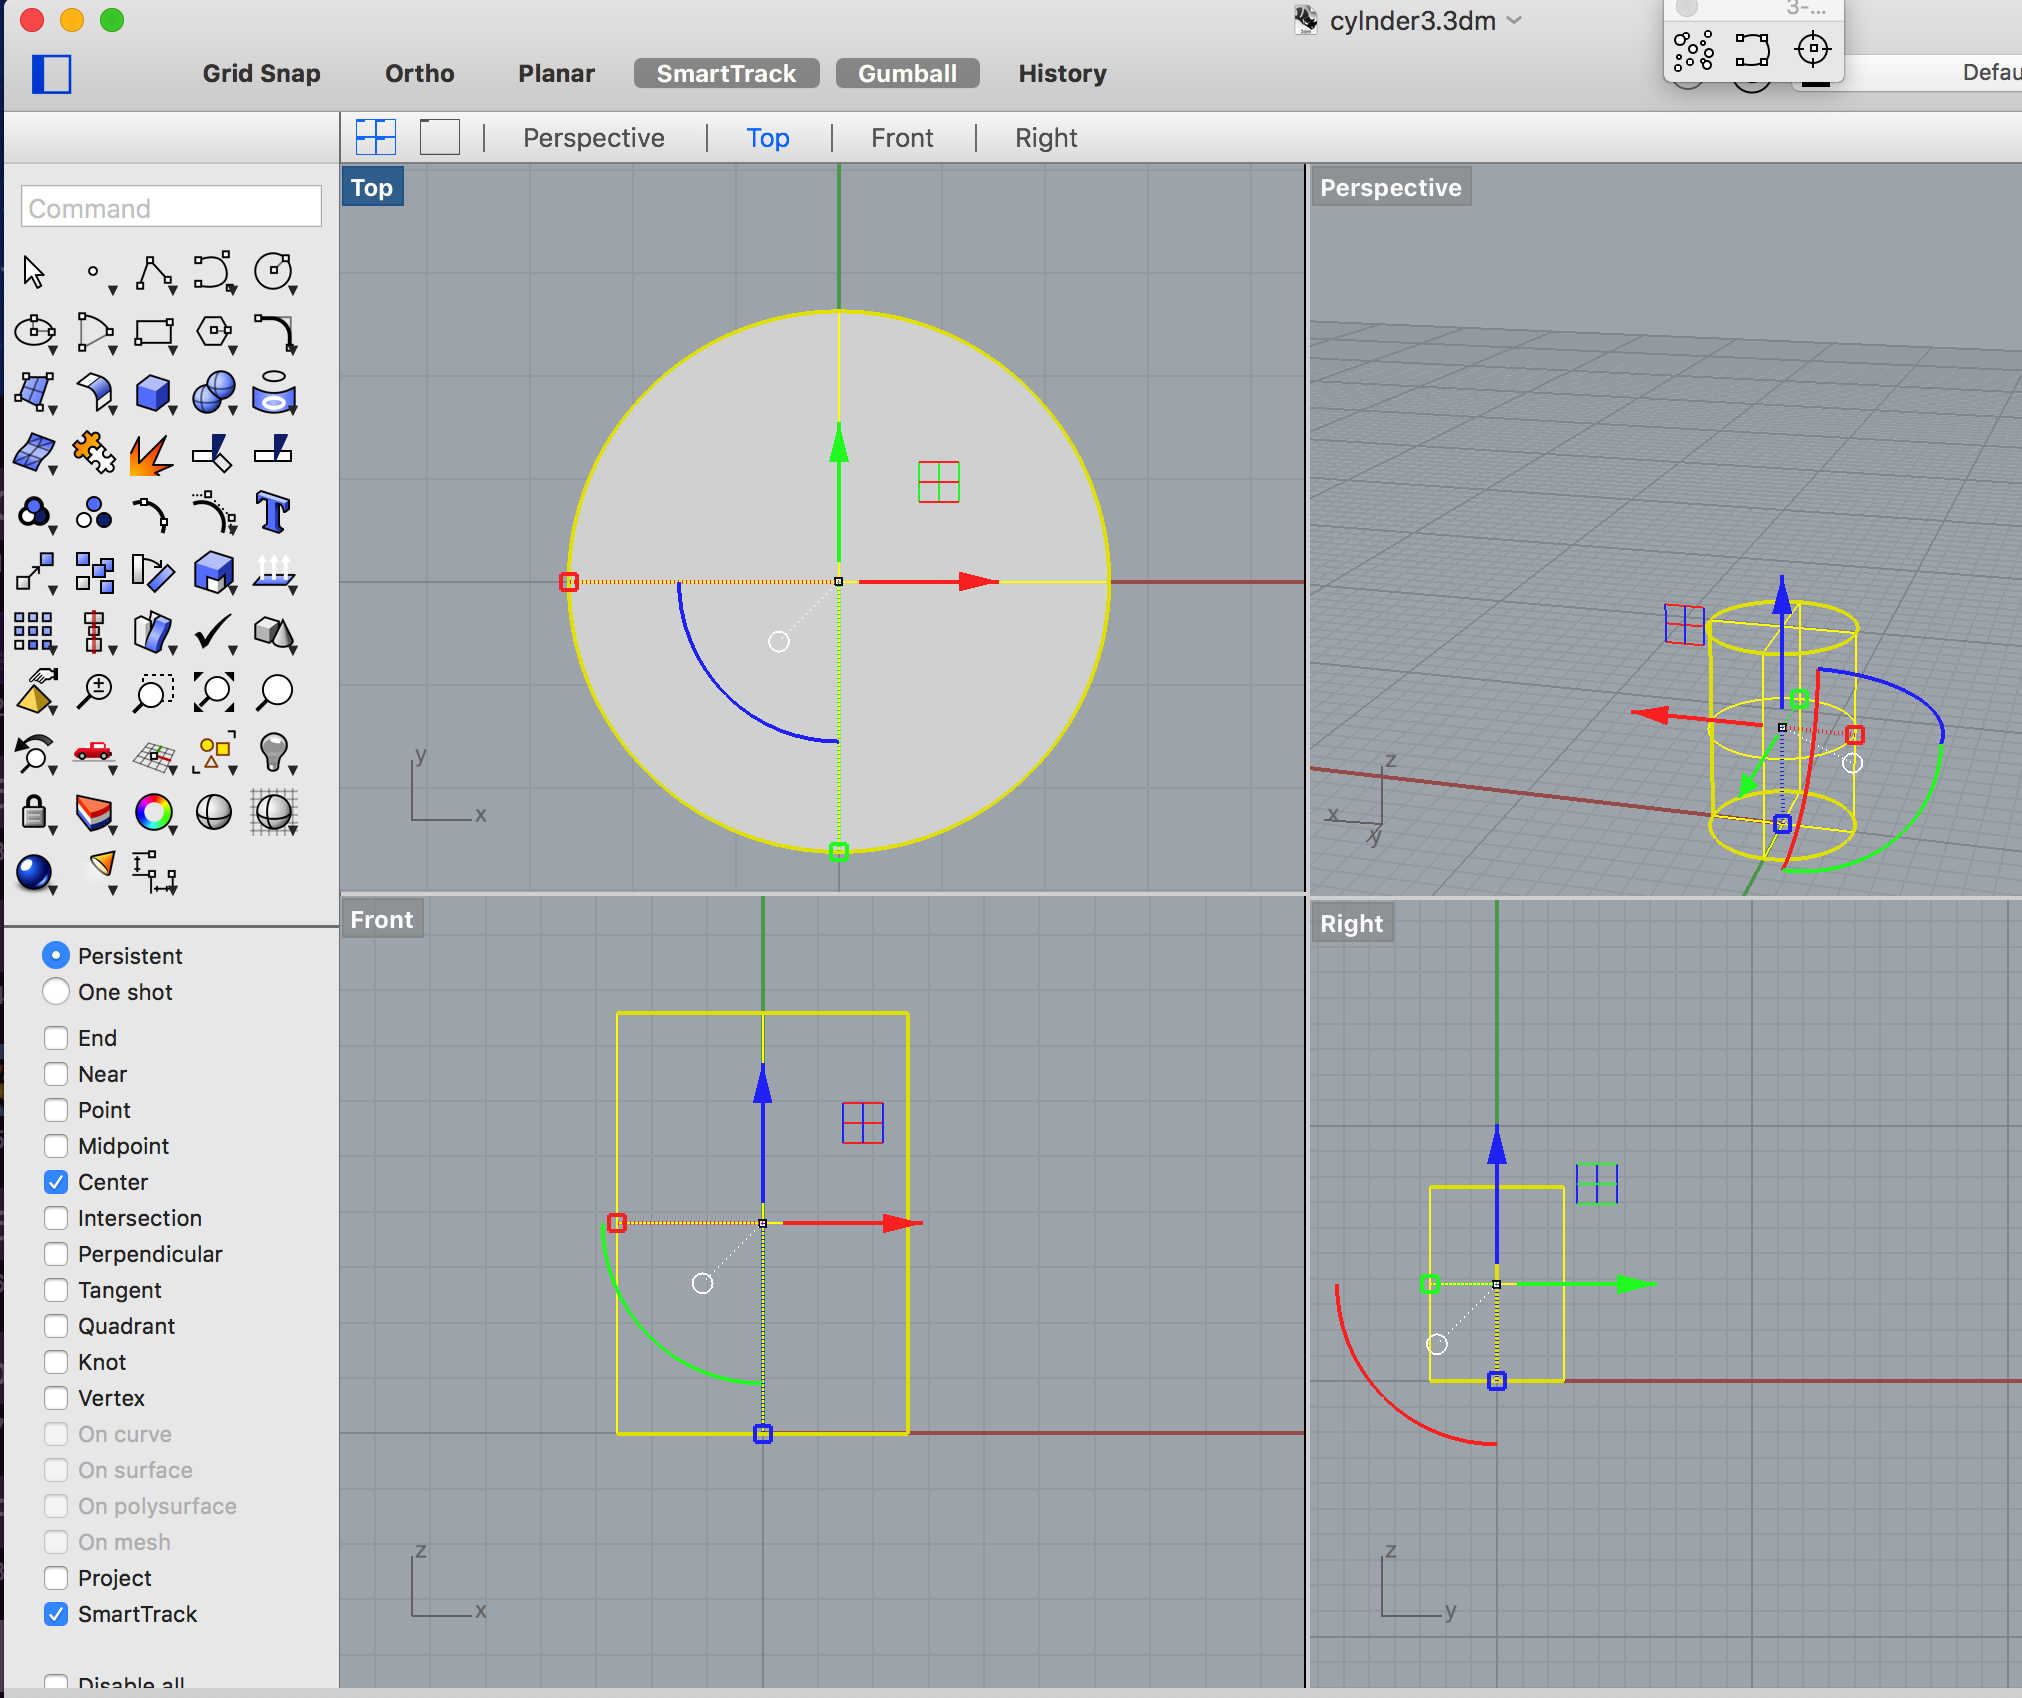 cylnder3.3dm
3-...
Grid Snap Ortho Planar SmartTrack Gumball History
Defau
Perspective Top Front Right
Top
Perspective
Command
y
x
z
x
y
Front
Right
Persistent
One shot
End
Near
Point
Midpoint
Center
Intersection
Perpendicular
Tangent
Quadrant
Knot
Vertex
On curve
On surface
On polysurface
On mesh
Project
SmartTrack
Disable all
z
x
z
y